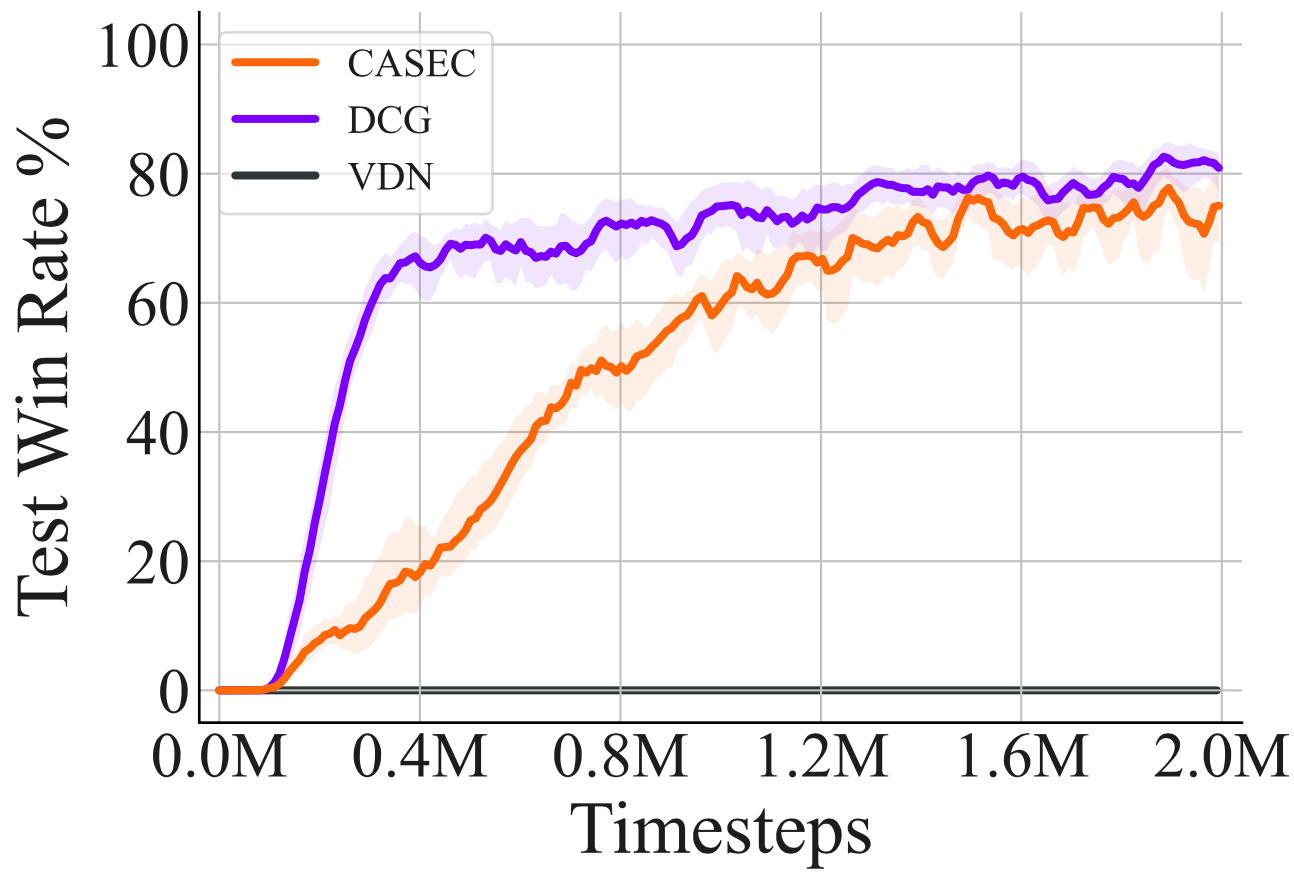 Test Win Rate %
100
80
60
40
20
0
CASEC
DCG
VDN
0.0M 0.4M 0.8M 1.2M 1.6M 2.0M
Timesteps